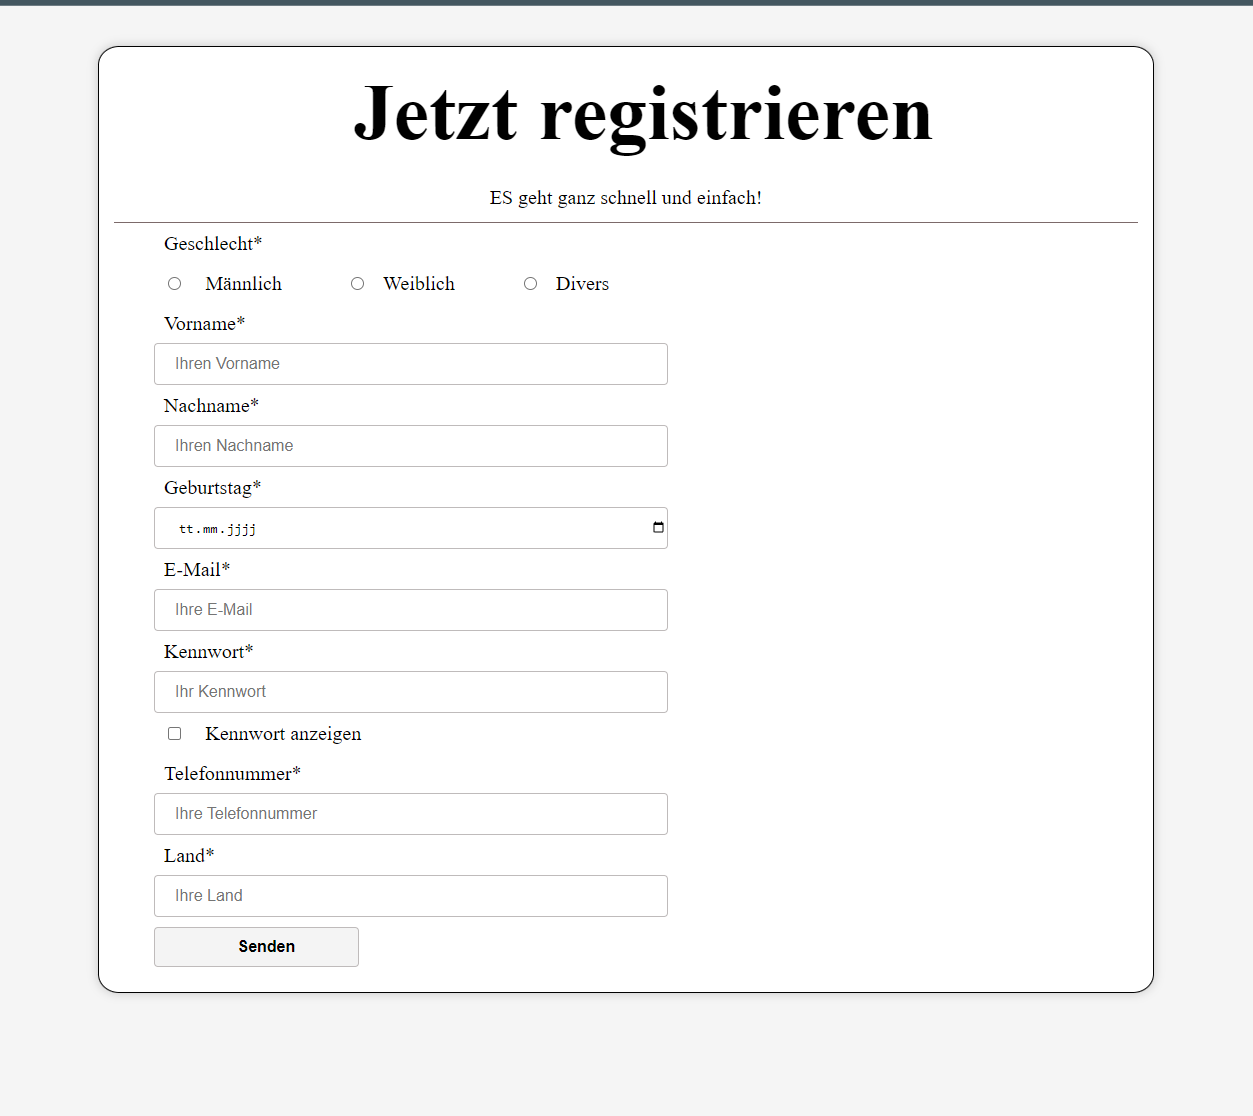 Jetzt registrieren
ES geht ganz schnell und einfach!
Geschlecht*
Männlich Weiblich Divers
Vorname*
Ihren Vorname
Nachname*
Ihren Nachname
Geburtstag*
tt.mm.jjjj
E-Mail*
Ihre E-Mail
Kennwort*
Ihr Kennwort
Kennwort anzeigen
Telefonnummer*
Ihre Telefonnummer
Land*
Ihre Land
Senden